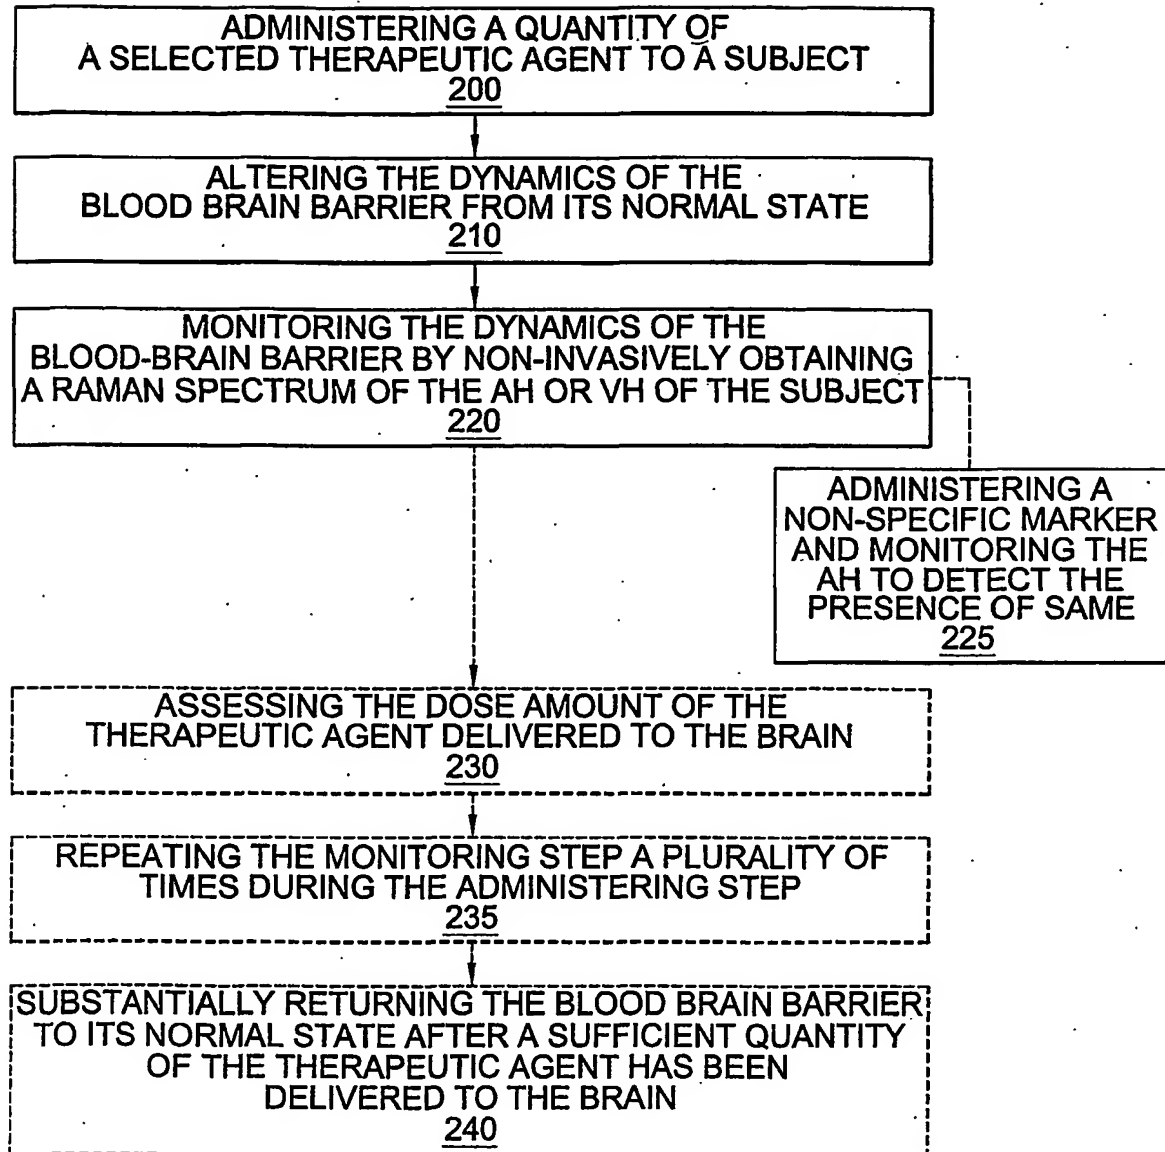 ADMINISTERING A QUANTITY OF
A SELECTED THERAPEUTIC AGENT TO A SUBJECT
200
ALTERING THE DYNAMICS OF THE
BLOOD BRAIN BARRIER FROM ITS NORMAL STATE
210
MONITORING THE DYNAMICS OF THE
BLOOD-BRAIN BARRIER BY NON-INVASIVELY OBTAINING
A RAMAN SPECTRUM OF THE AH OR VH OF THE SUBJECT
220
ADMINISTERING A
NON-SPECIFIC MARKER
AND MONITORING THE
AH TO DETECT THE
PRESENCE OF SAME
225
ASSESSING THE DOSE AMOUNT OF THE
THERAPEUTIC AGENT DELIVERED TO THE BRAIN
230
REPEATING THE MONITORING STEP A PLURALITY OF
TIMES DURING THE ADMINISTERING STEP
235
SUBSTANTIALLY RETURNING THE BLOOD BRAIN BARRIER
TO ITS NORMAL STATE AFTER A SUFFICIENT QUANTITY
OF THE THERAPEUTIC AGENT HAS BEEN
DELIVERED TO THE BRAIN
240